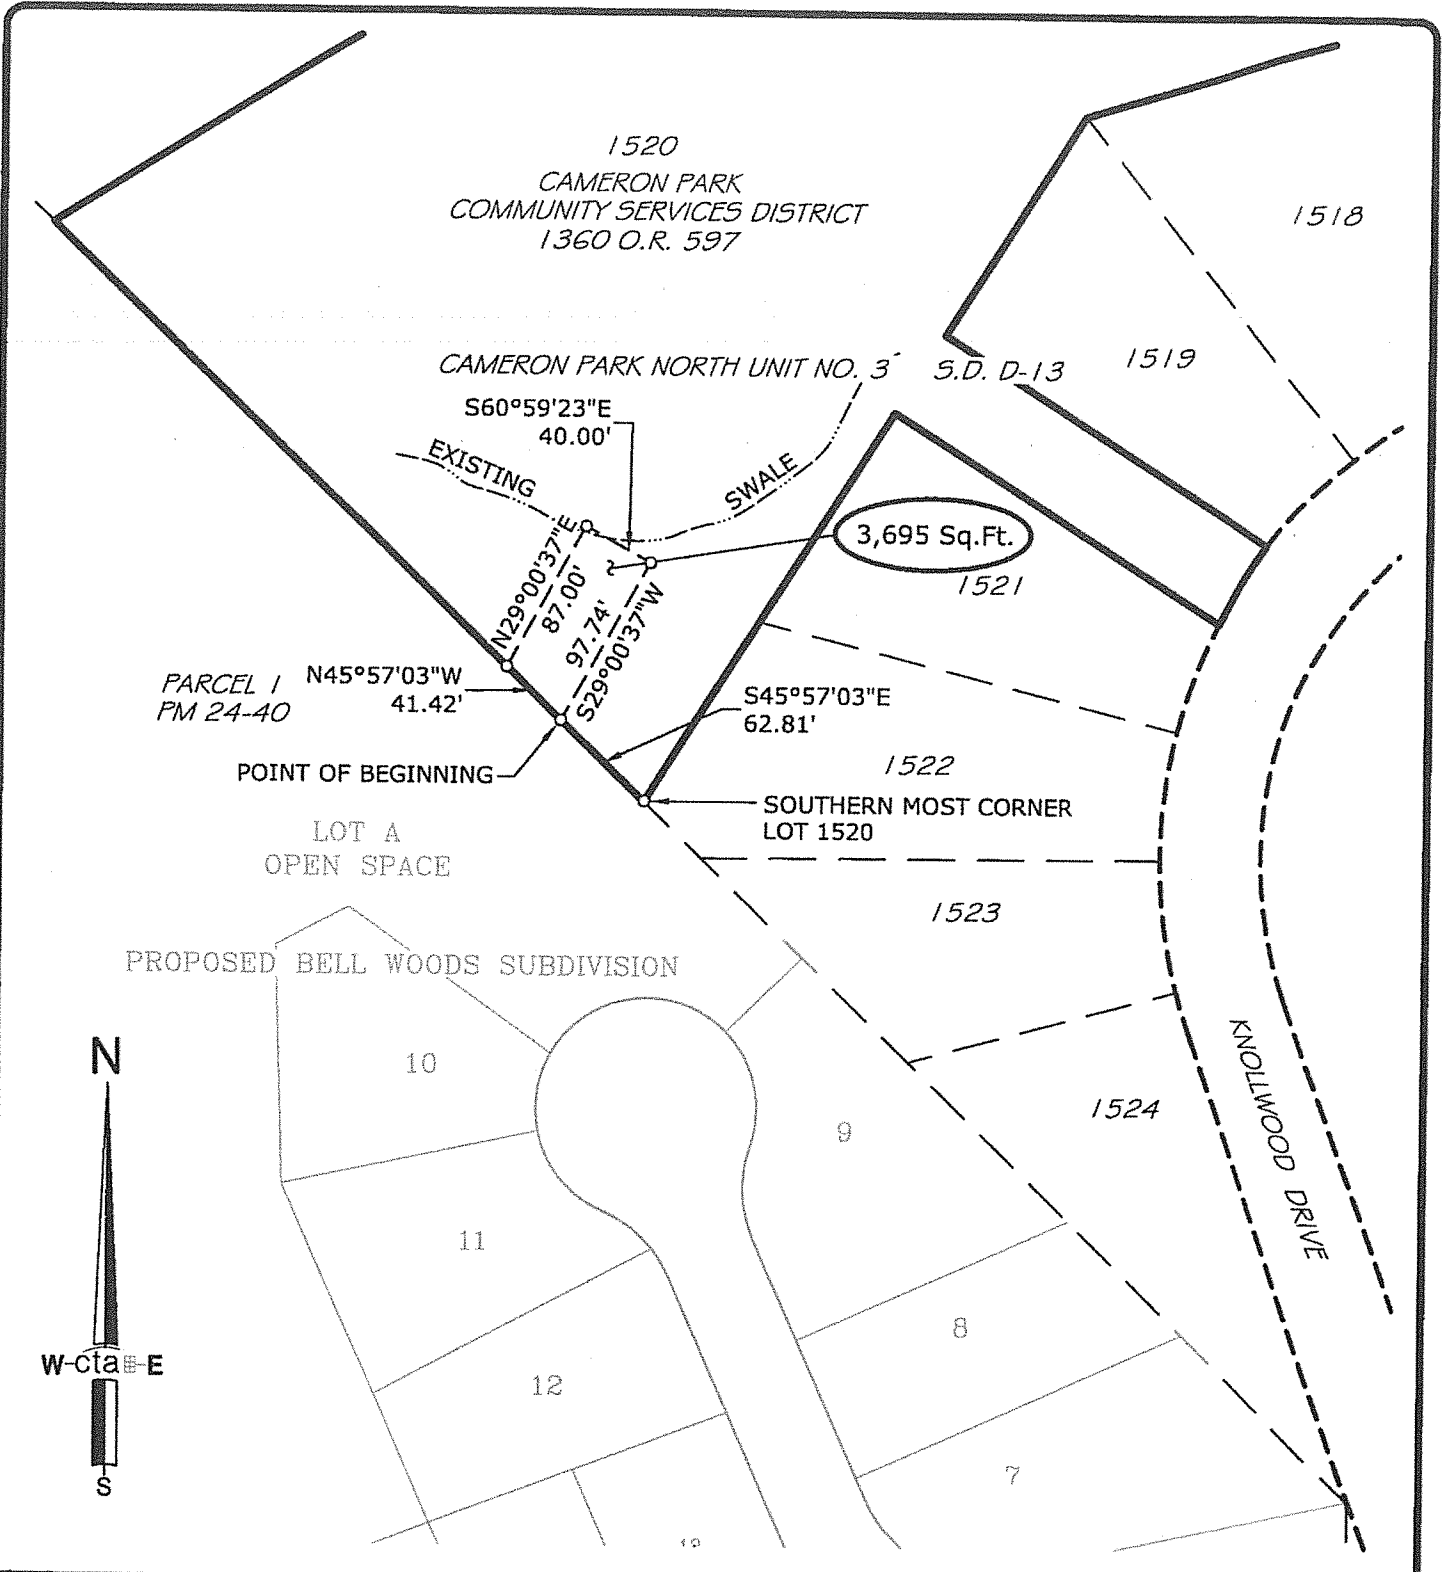 1520
CAMERON PARK
COMMUNITY SERVICES DISTRICT
1360 O.R. 597
1518
CAMERON PARK NORTH UNIT NO. 3
S.D. D-13
1519
S60°59'23"E
40.00'
EXISTING
SWALE
3,695 Sq.Ft.
1521
N29°00'37"E
87.00'
97.74'
S29°00'37"W
PARCEL 1
PM 24-40
N45°57'03"W
41.42'
S45°57'03"E
62.81'
POINT OF BEGINNING
1522
SOUTHERN MOST CORNER
LOT 1520
LOT A
OPEN SPACE
1523
PROPOSED BELL WOODS SUBDIVISION
N
10
9
1524
KNOLLWOOD DRIVE
11
8
W cta E
12
7
S